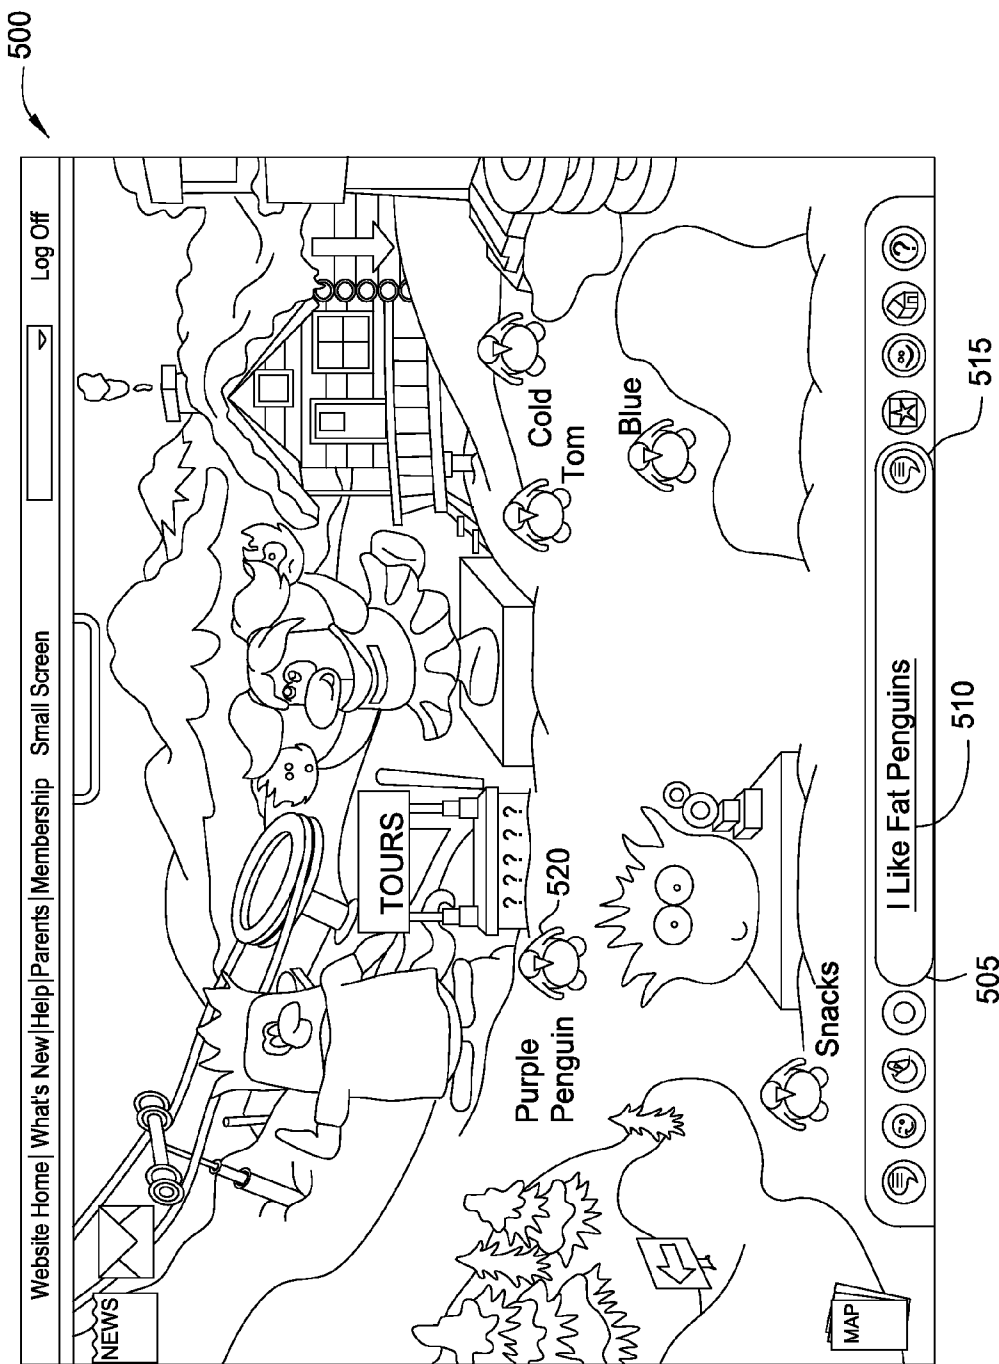 500
Website Home | What's New | Help | Parents | Membership Small Screen Log Off
NEWS
TOURS
? ? ? ? ?
Cold
Tom
Blue
Purple
Penguin
520
Snacks
MAP
I Like Fat Penguins
?
505
510
515